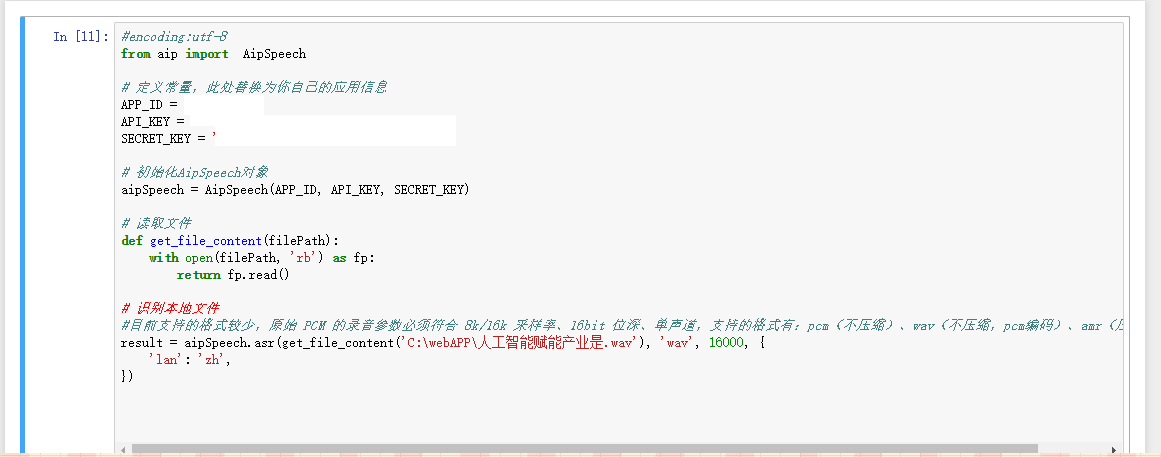 In [11]:
#encoding:utf-8
from aip import  AipSpeech
# 定义常量，此处替换为你自己的应用信息
APP_ID =
API_KEY =
SECRET_KEY = '
# 初始化AipSpeech对象
aipSpeech = AipSpeech(APP_ID, API_KEY, SECRET_KEY)
# 读取文件
def get_file_content(filePath):
    with open(filePath, 'rb') as fp:
        return fp.read()
# 识别本地文件
#目前支持的格式较少，原始 PCM 的录音参数必须符合 8k/16k 采样率、16bit 位深、单声道，支持的格式有：pcm（不压缩）、wav（不压缩，pcm编码）、amr（压
result = aipSpeech.asr(get_file_content('C:\webAPP\人工智能赋能产业是.wav'), 'wav', 16000, {
    'lan': 'zh',
})